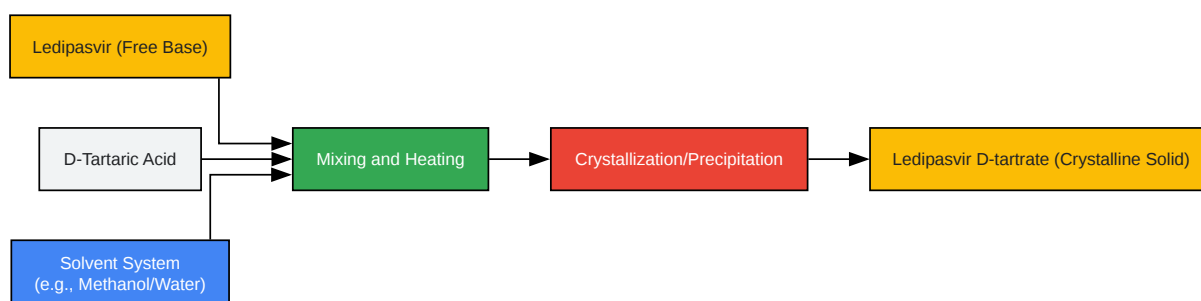 Ledipasvir (Free Base)
D-Tartaric Acid
Mixing and Heating
Crystallization/Precipitation
Ledipasvir D-tartrate (Crystalline Solid)
Solvent System
(e.g., Methanol/Water)